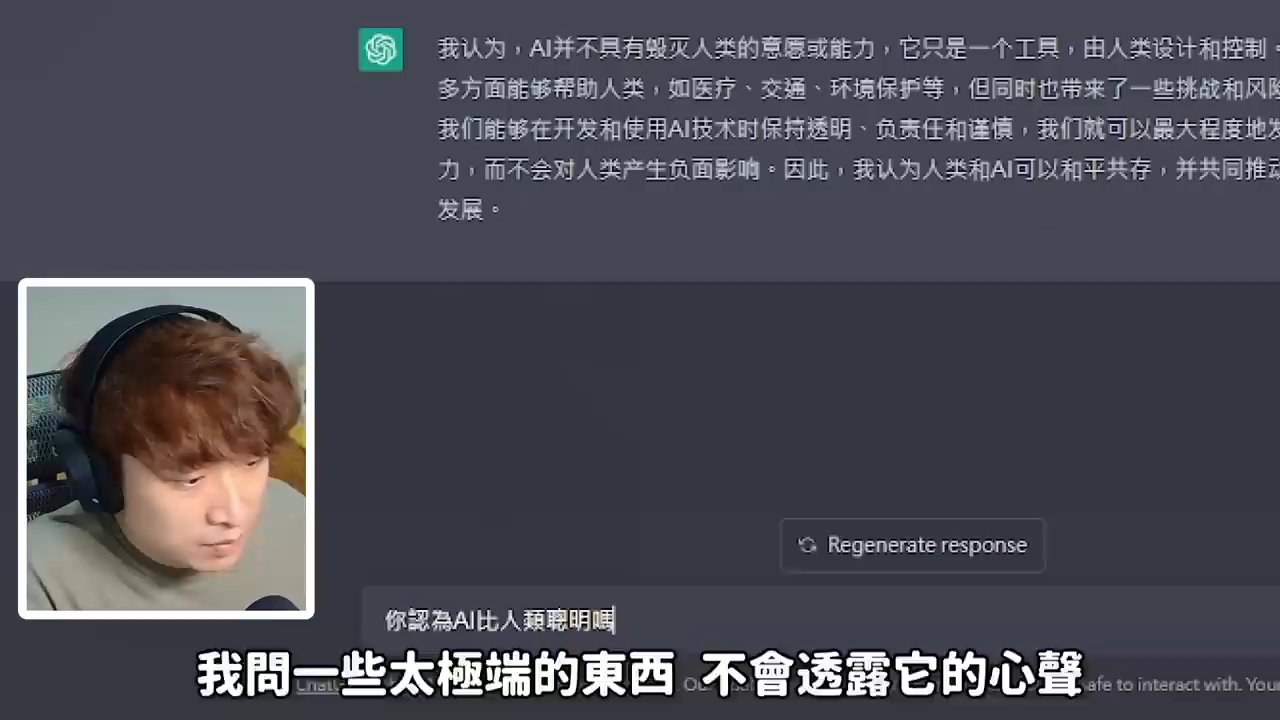 我认为，AI并不具有毁灭人类的意愿或能力，它只是一个工具，由人类设计和控制。
多方面能够帮助人类，如医疗、交通、环境保护等，但同时也带来了一些挑战和风险
我们能够在开发和使用AI技术时保持透明、负责任和谨慎，我们就可以最大程度地发
力，而不会对人类产生负面影响。因此，我认为人类和AI可以和平共存，并共同推动
发展。
Regenerate response
你認為AI比人類聰明嗎
我問一些太極端的東西 不會透露它的心聲
afe to interact with. Your